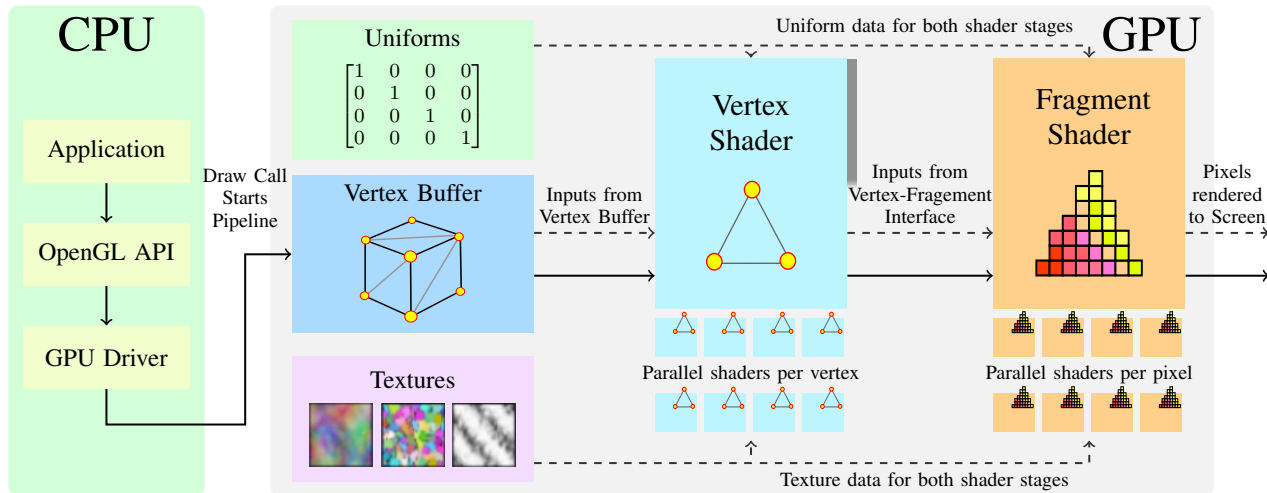 CPU
Application
OpenGL API
GPU Driver
Draw Call
Starts
Pipeline
GPU
Uniforms
1 0 0 0
0 1 0 0
0 0 1 0
0 0 0 1
Vertex Buffer
Textures
Uniform data for both shader stages
Inputs from
Vertex Buffer
Vertex
Shader
Parallel shaders per vertex
Inputs from
Vertex-Fragement
Interface
Fragment
Shader
Parallel shaders per pixel
Pixels
rendered
to Screen
Texture data for both shader stages